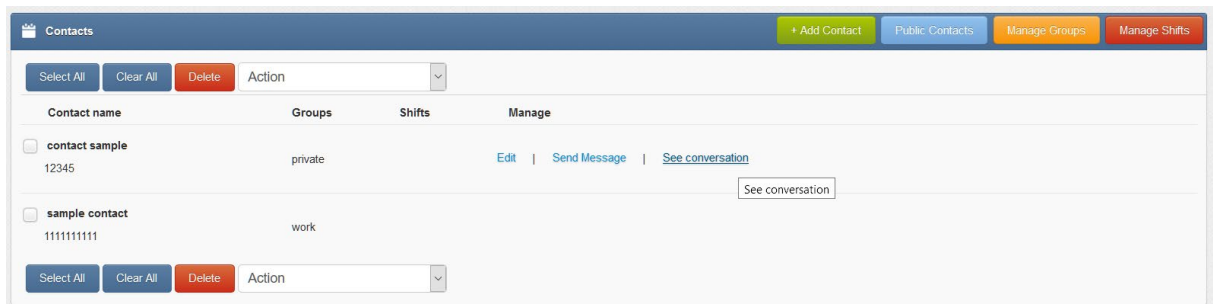 Contacts + Add Contact Public Contacts Manage Groups Manage Shifts
Select All Clear All Delete Action
Contact name Groups Shifts Manage
contact sample
12345 private Edit | Send Message | See conversation
See conversation
sample contact
1111111111 work
Select All Clear All Delete Action